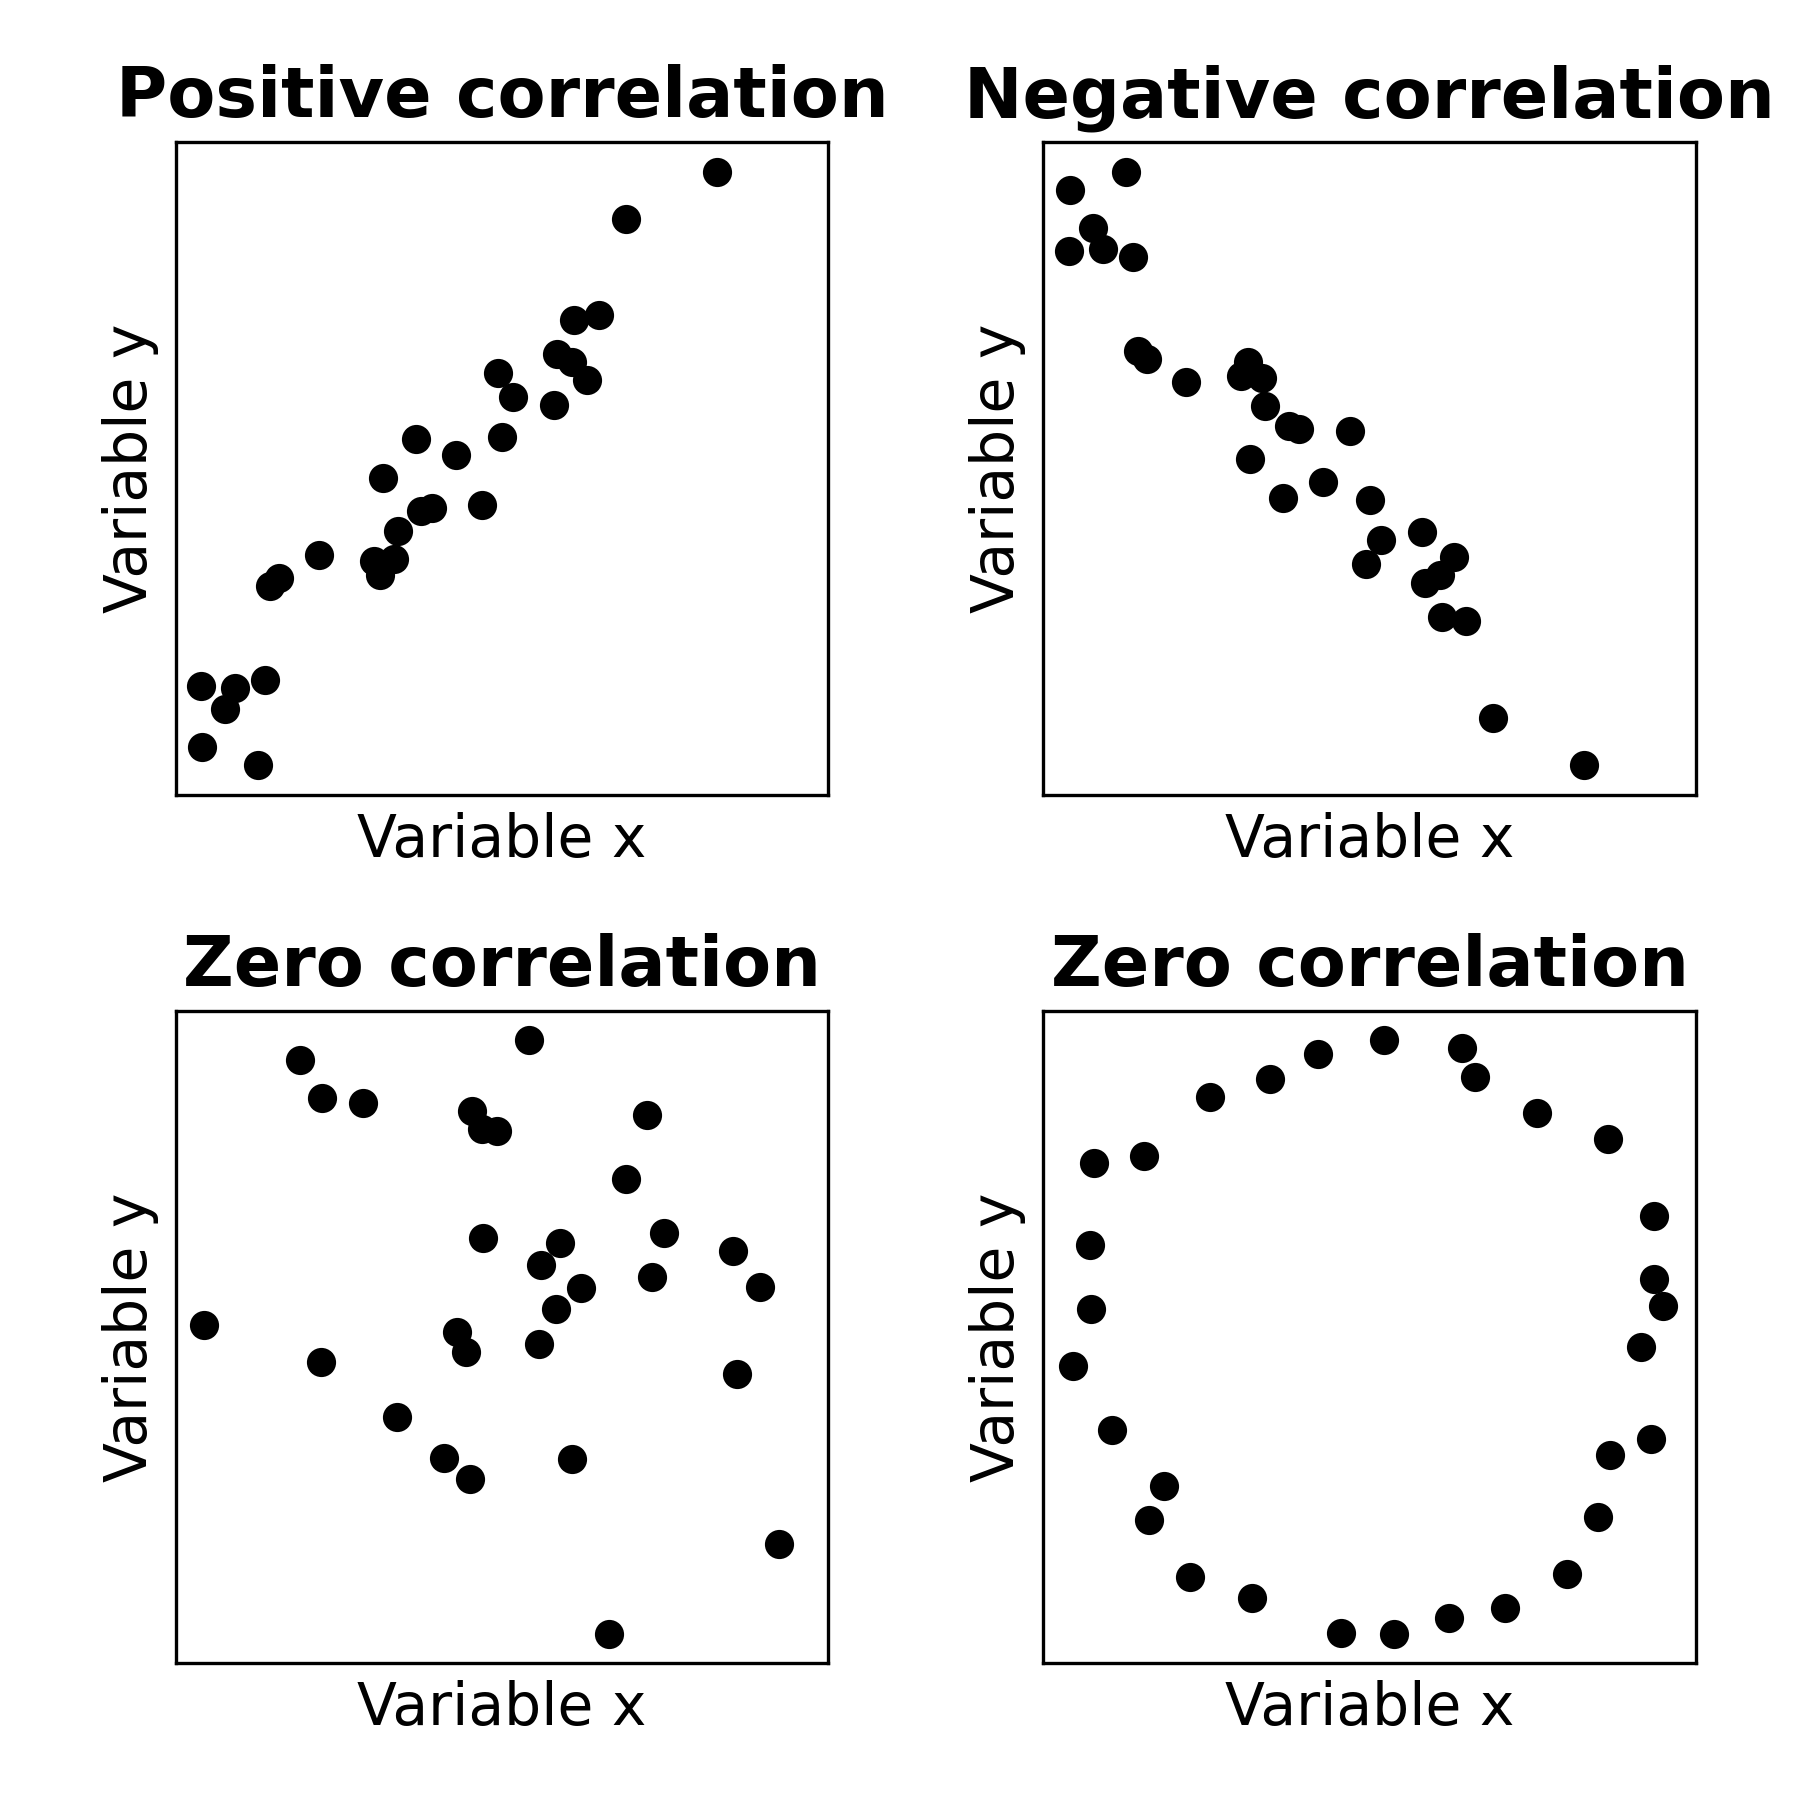 Positive correlation
Variable y
Variable x
Negative correlation
Variable y
Variable x
Zero correlation
Variable y
Variable x
Zero correlation
Variable y
Variable x